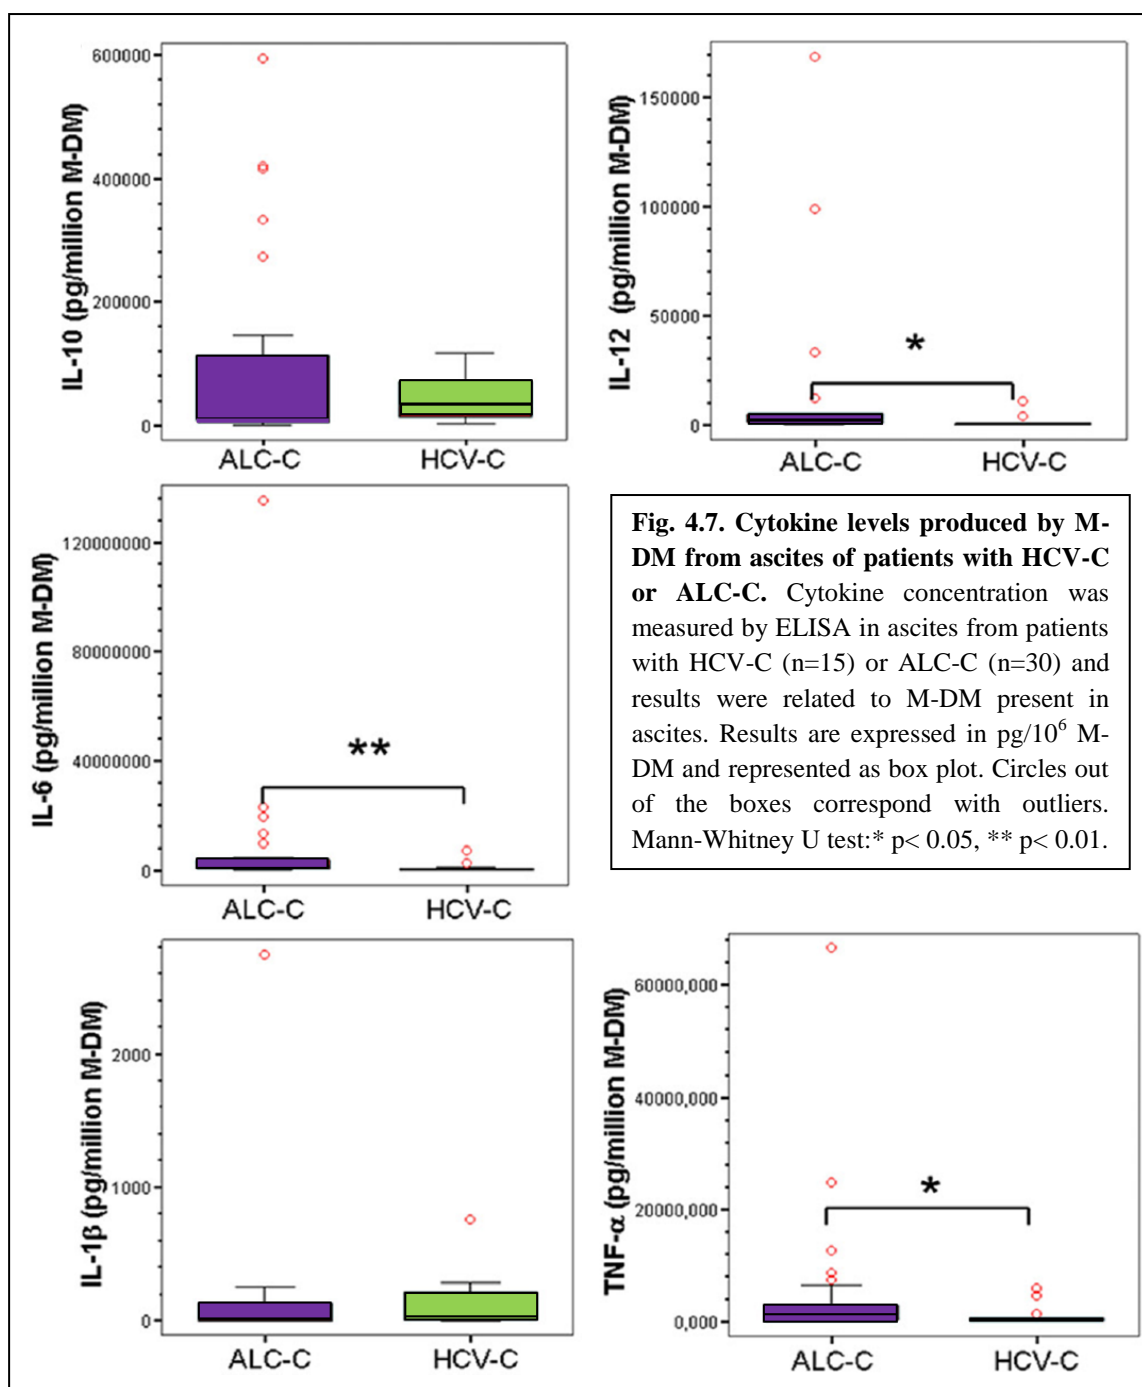 IL-10 (pg/million M-DM)
600000
400000
200000
0
ALC-C HCV-C
IL-12 (pg/million M-DM)
150000
100000
50000
0
*
ALC-C HCV-C
IL-6 (pg/million M-DM)
120000000
80000000
40000000
0
**
ALC-C HCV-C
Fig. 4.7. Cytokine levels produced by M-
DM from ascites of patients with HCV-C
or ALC-C. Cytokine concentration was
measured by ELISA in ascites from patients
with HCV-C (n=15) or ALC-C (n=30) and
results were related to M-DM present in
ascites. Results are expressed in pg/10⁶ M-
DM and represented as box plot. Circles out
of the boxes correspond with outliers.
Mann-Whitney U test:* p< 0.05, ** p< 0.01.
IL-1β (pg/million M-DM)
2000
1000
0
ALC-C HCV-C
TNF-α (pg/million M-DM)
60000,000
40000,000
20000,000
0,000
*
ALC-C HCV-C